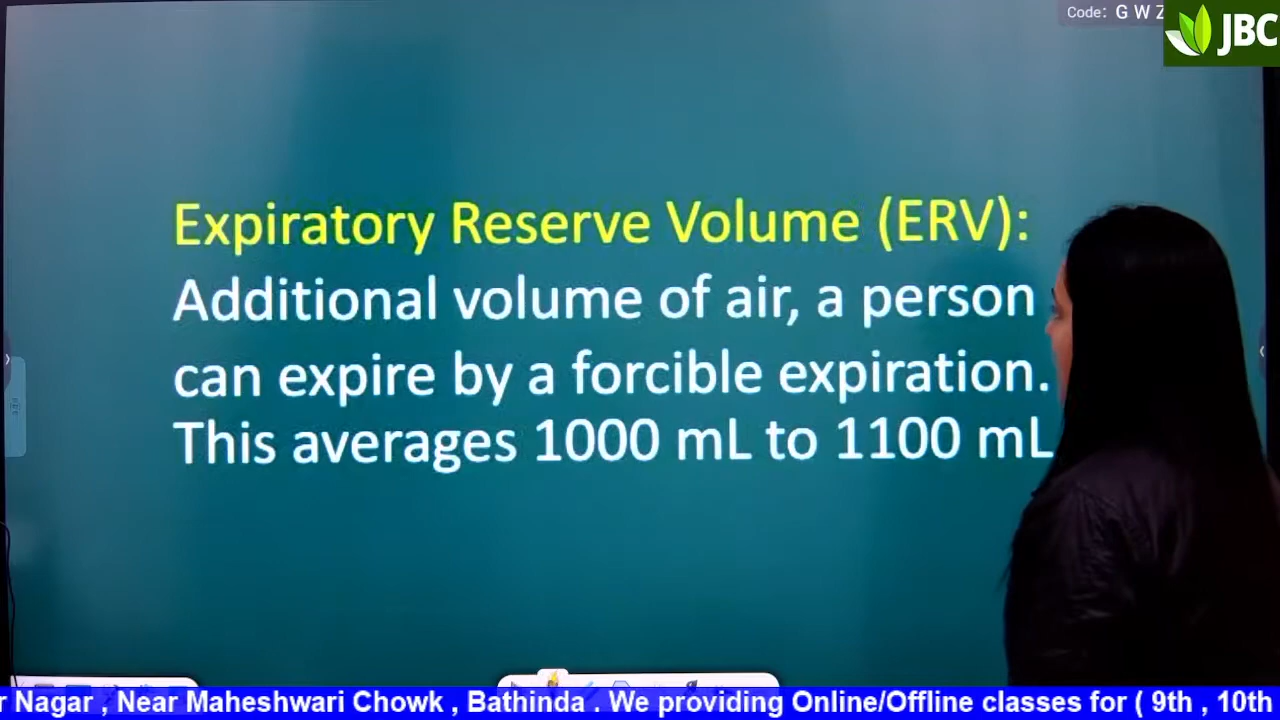 Code: G W Z
JBC
Expiratory Reserve Volume (ERV):
Additional volume of air, a person
can expire by a forcible expiration.
This averages 1000 mL to 1100 mL
Nagar , Near Maheshwari Chowk , Bathinda . We providing Online/Offline classes for ( 9th , 10th